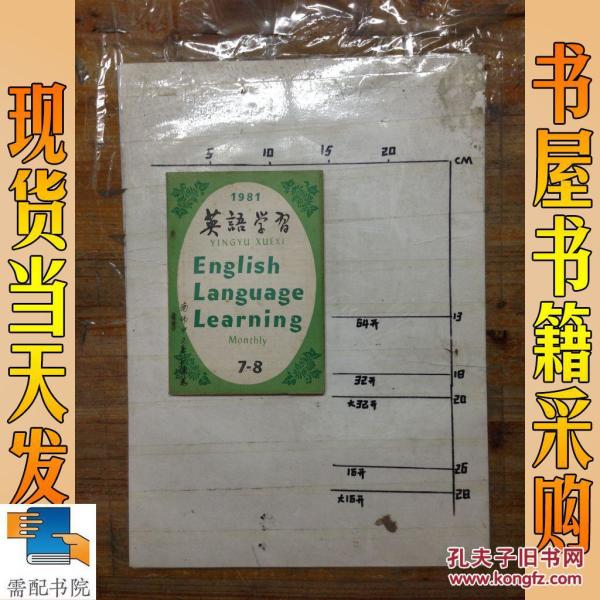 现货当天发
书屋书籍采购
5 10 15 20 CM
1981
英語学習
YINGYU XUEXI
English
Language
Learning
Monthly
7-8
64开 13
32开 18
大32开 20
16开 26
大16开 28
需配书院
孔夫子旧书网
www.kongfz.com